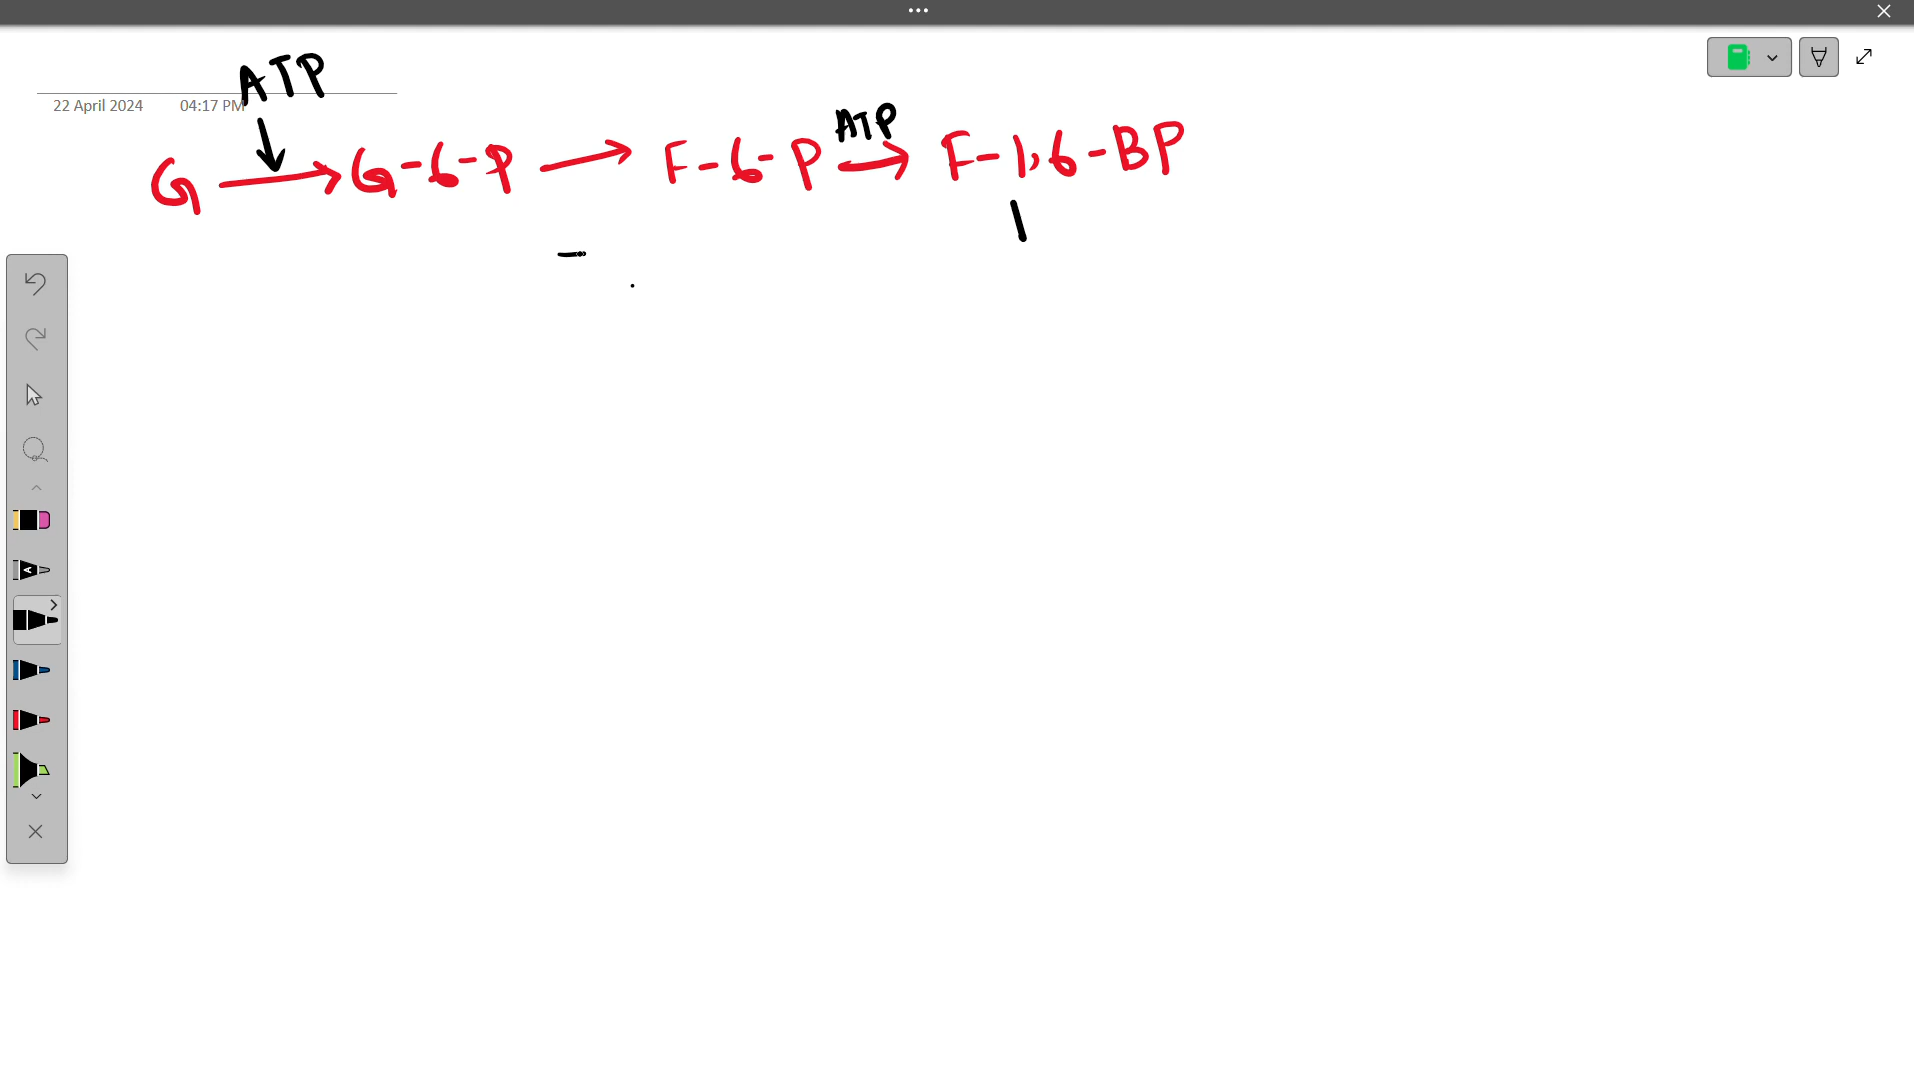 ATP
22 April 2024 04:17 PM
ATP
G → G-6-P → F-6-P → F-1,6-BP